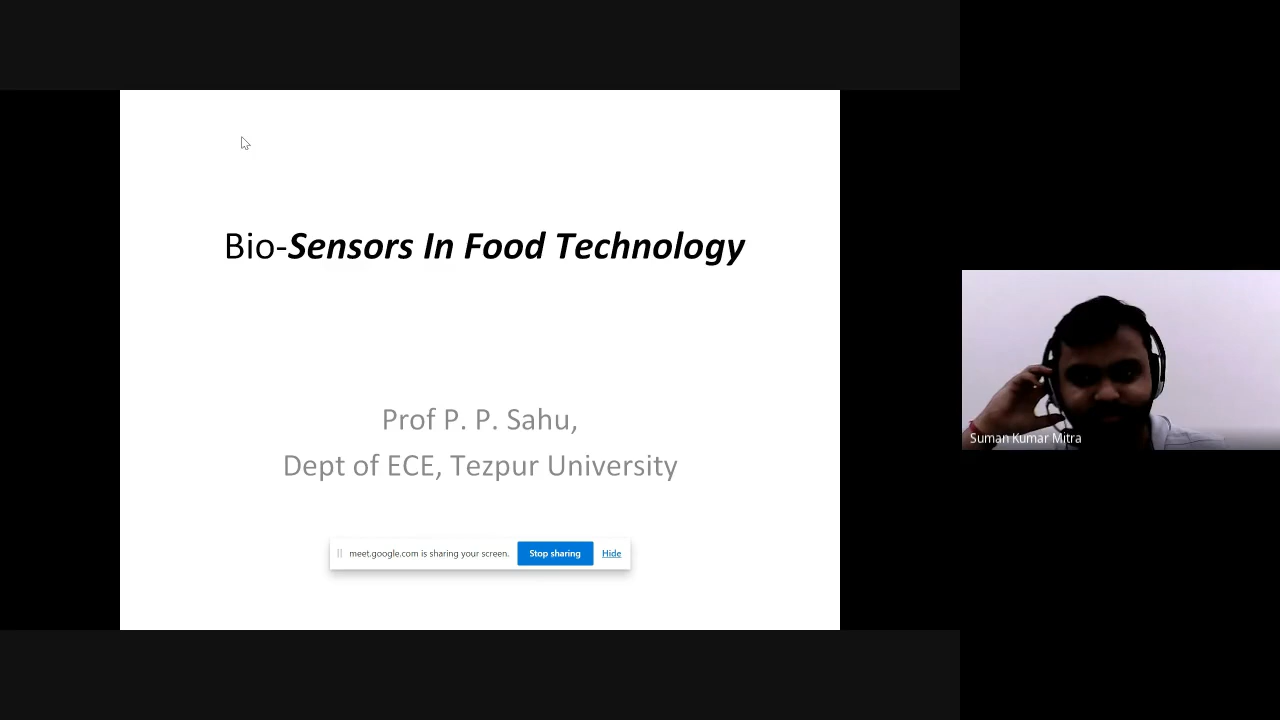 Bio-Sensors In Food Technology
Prof P. P. Sahu,
Dept of ECE, Tezpur University
meet.google.com is sharing your screen. Stop sharing Hide
Suman Kumar Mitra